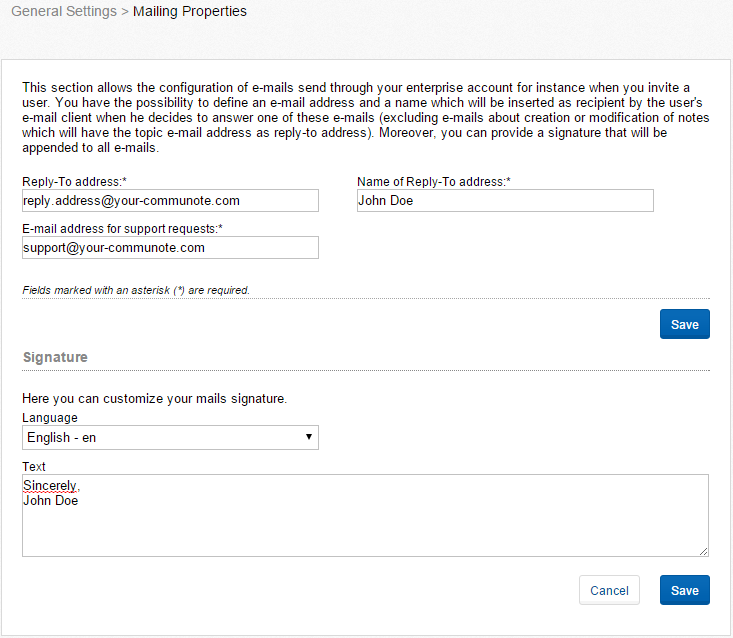 General Settings > Mailing Properties
This section allows the configuration of e-mails send through your enterprise account for instance when you invite a
user. You have the possibility to define an e-mail address and a name which will be inserted as recipient by the user's
e-mail client when he decides to answer one of these e-mails (excluding e-mails about creation or modification of notes
which will have the topic e-mail address as reply-to address). Moreover, you can provide a signature that will be
appended to all e-mails.
Reply-To address:*
Name of Reply-To address:*
reply.address@your-communote.com
John Doe
E-mail address for support requests:*
support@your-communote.com
Fields marked with an asterisk (*) are required.
Save
Signature
Here you can customize your mails signature.
Language
English - en
Text
Sincerely,
John Doe
Cancel
Save